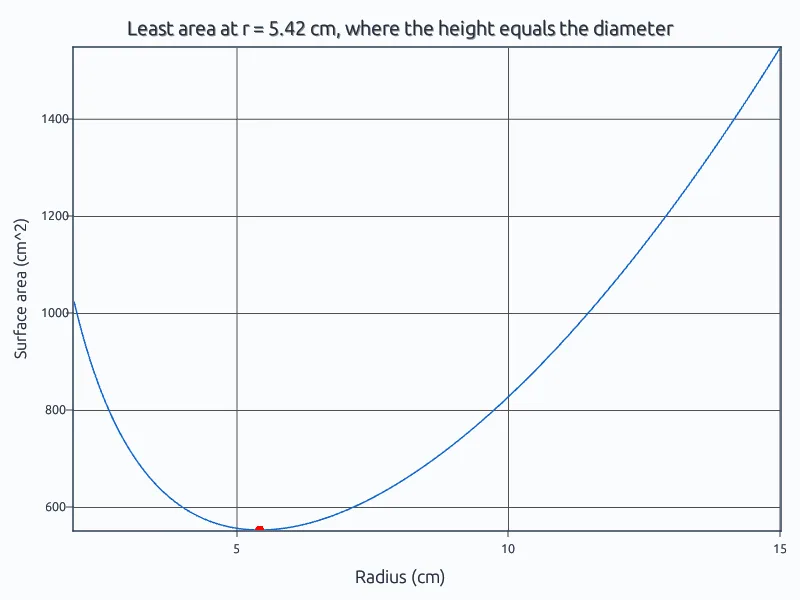 Least area at r = 5.42 cm, where the height equals the diameter
1400
1200
1000
800
600
Surface area (cm^2)
5
10
15
Radius (cm)